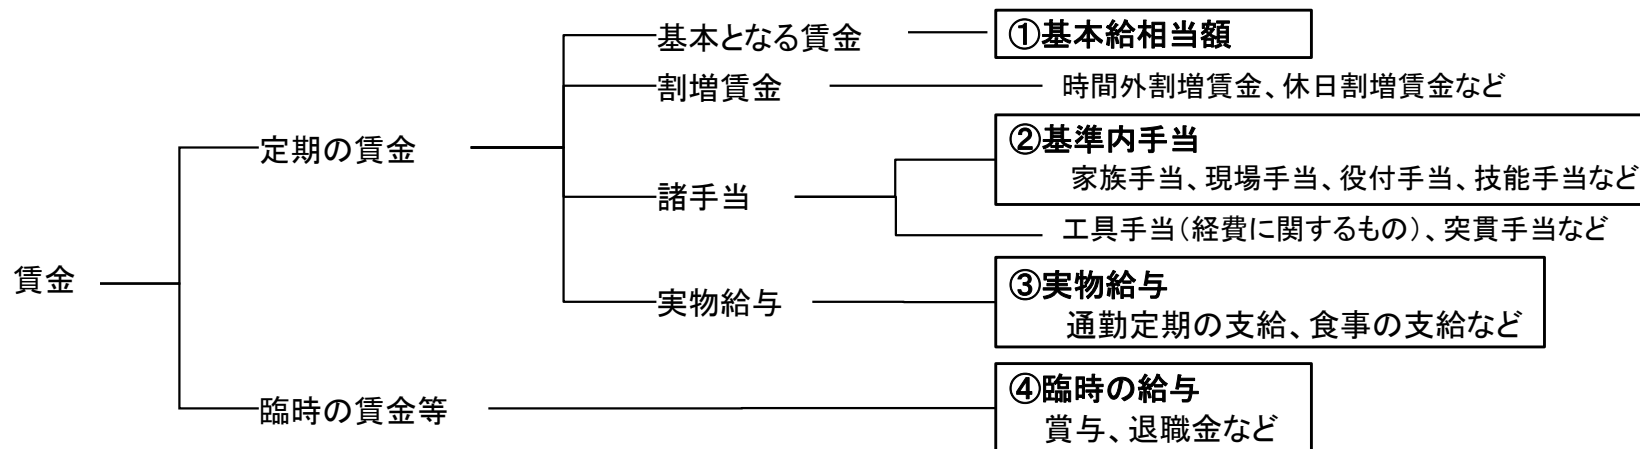 基本となる賃金
①基本給相当額
割増賃金
時間外割増賃金、休日割増賃金など
定期の賃金
②基準内手当
家族手当、現場手当、役付手当、技能手当など
諸手当
工具手当（経費に関するもの）、突貫手当など
賃金
③実物給与
実物給与
通勤定期の支給、食事の支給など
④臨時の給与
臨時の賃金等
賞与、退職金など